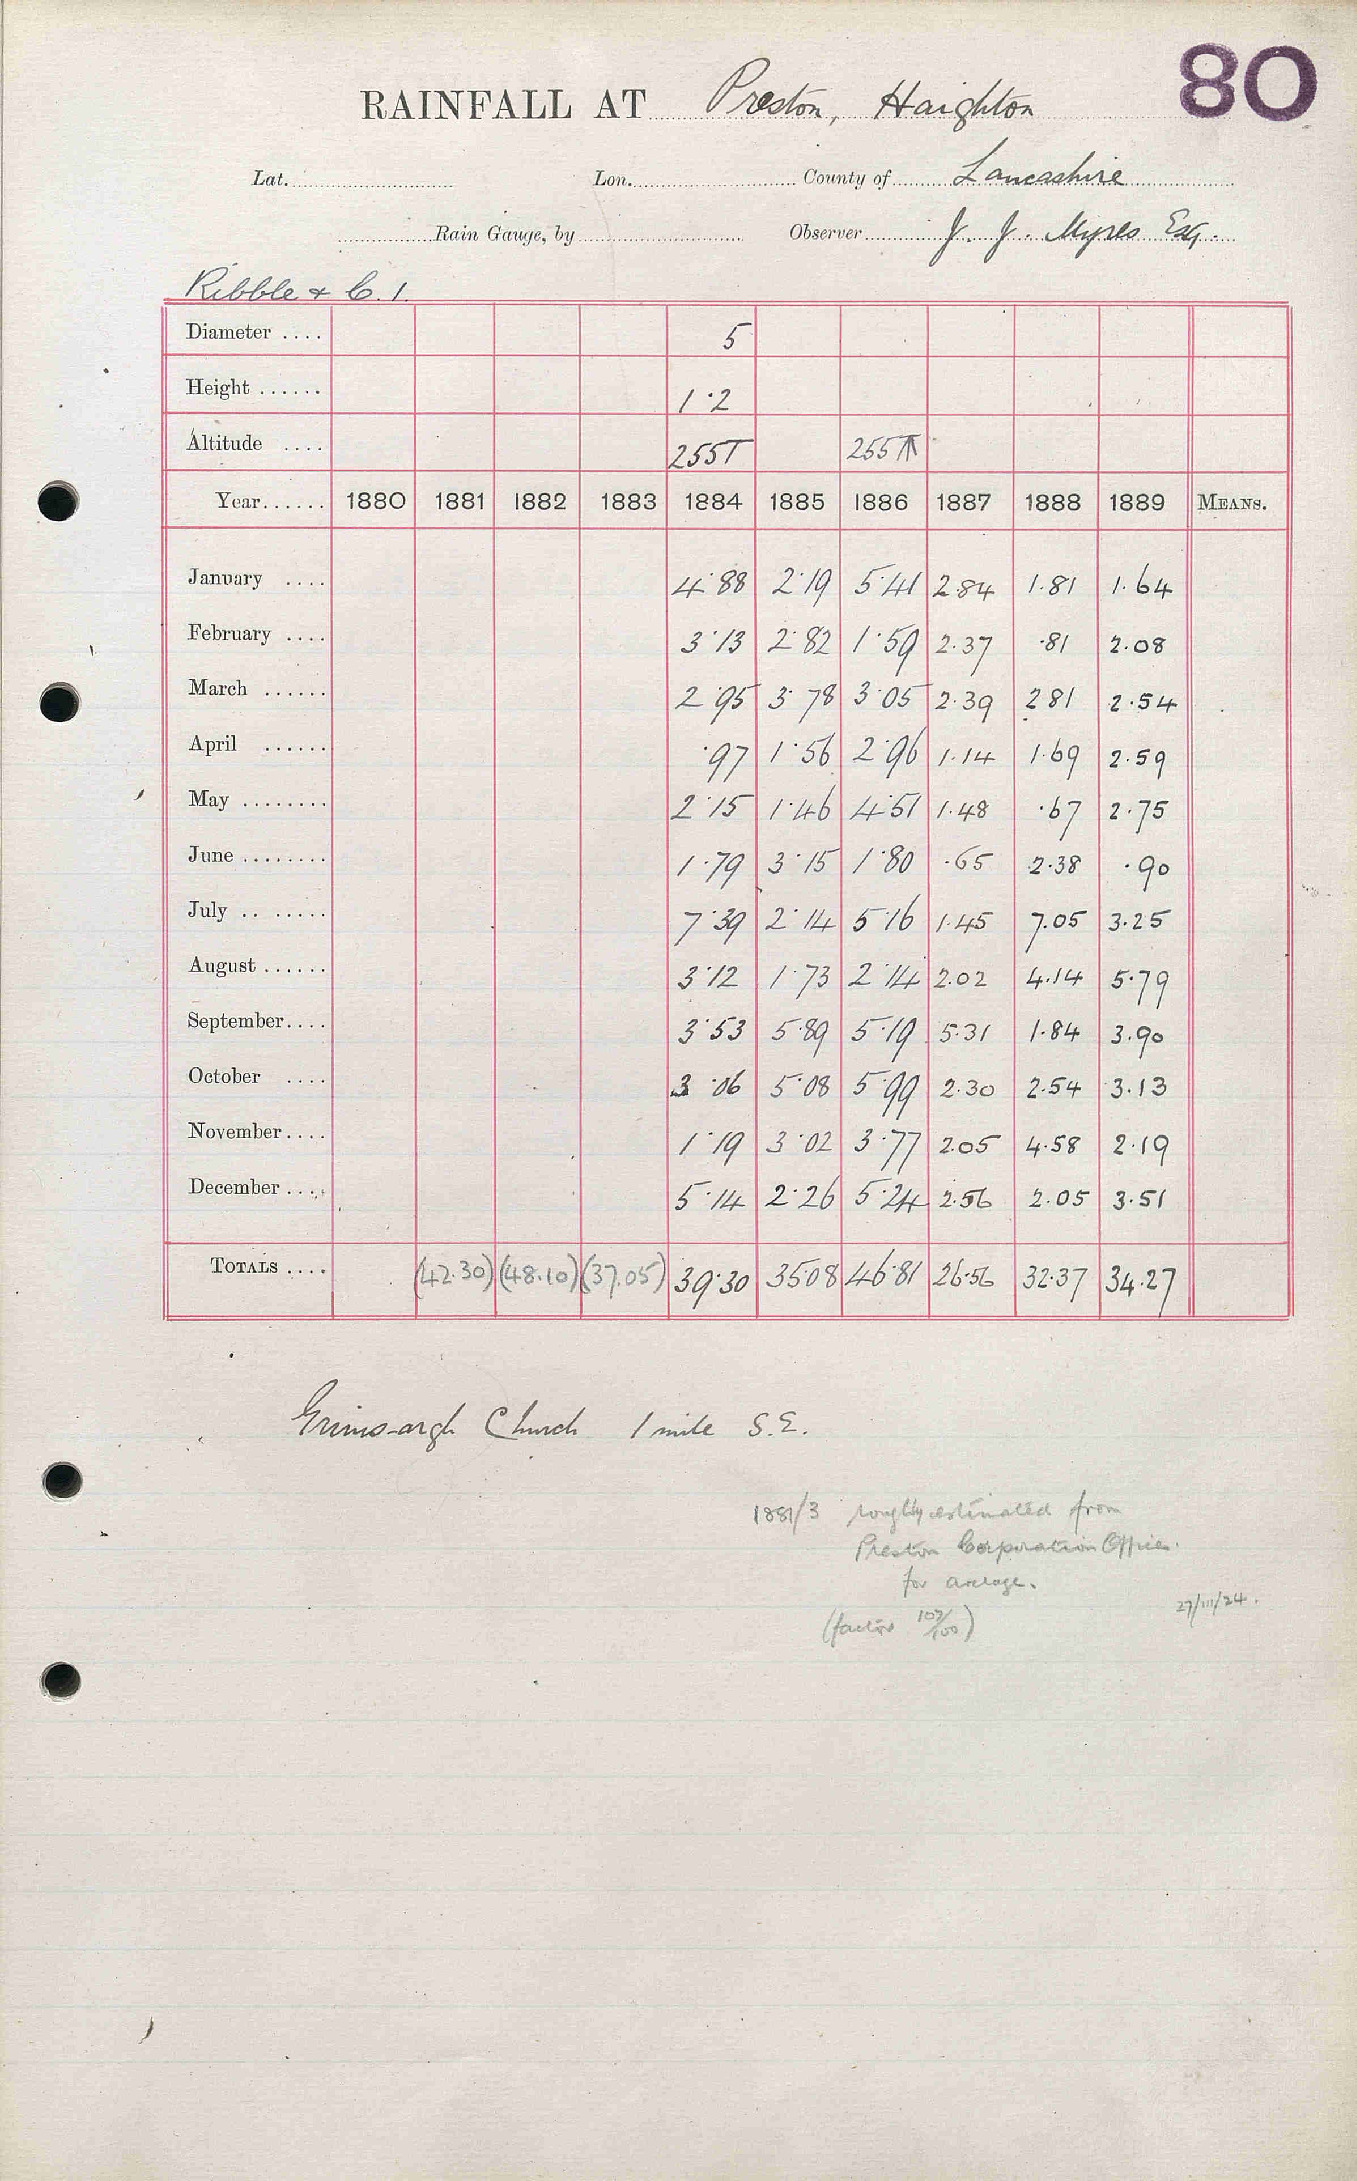 80
RAINFALL AT Preston, Haighton
Lat. Lon. County of Lancashire
Rain Gauge, by Observer J. J. Myres Esq.
Ribble &
Diameter .... 5
Height ...... 1·2
Altitude .... 255T 255
Year...... 1880 1881 1882 1883 1884 1885 1886 1887 1888 1889 MEANS.
January .... 4·88 2·19 5·41 2.84 1.81 1.64
February .... 3·13 2·82 1·59 2.37 .81 2.08
March ...... 2·95 3·78 3·05 2.39 2 81 2.54
April ...... ·97 1·56 2·96 1.14 1.69 2.59
May ........ 2·15 1·46 4·51 1.48 .67 2.75
June ........ 1·79 3·15 1·80 .65 2.38 .90
July .. ..... 7·39 2·14 5·16 1.45 7.05 3.25
August ...... 3·12 1·73 2·14 2.02 4.14 5.79
September.... 3·53 5·89 5·19 5.31 1.84 3.90
October .... 3·06 5·08 5·99 2.30 2.54 3.13
November.... 1·19 3·02 3·77 2.05 4.58 2.19
December .... 5·14 2·26 5·24 2.56 2.05 3.51
TOTALS .... (42.30) (48.10) (37.05) 39·30 35·08 46·81 26·56 32·37 34.27
Grimsargh Church 1 mile S.E.
1881/3 roughly estimated from
Preston Corporation Offices.
for average.
27/III/24.
(factor 107/100)